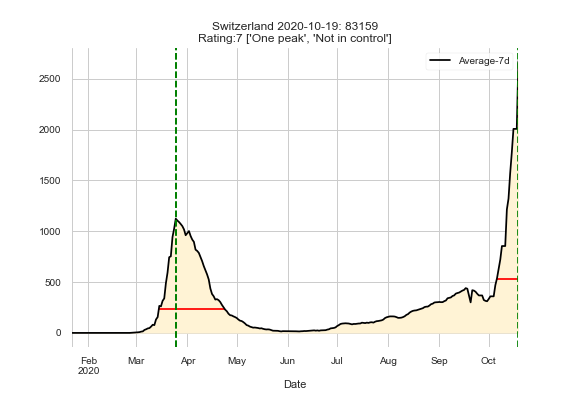 Switzerland 2020-10-19: 83159
Rating:7 ['One peak', 'Not in control']
Average-7d
2500
2000
1500
1000
500
0
Feb Mar Apr May Jun Jul Aug Sep Oct
2020
Date